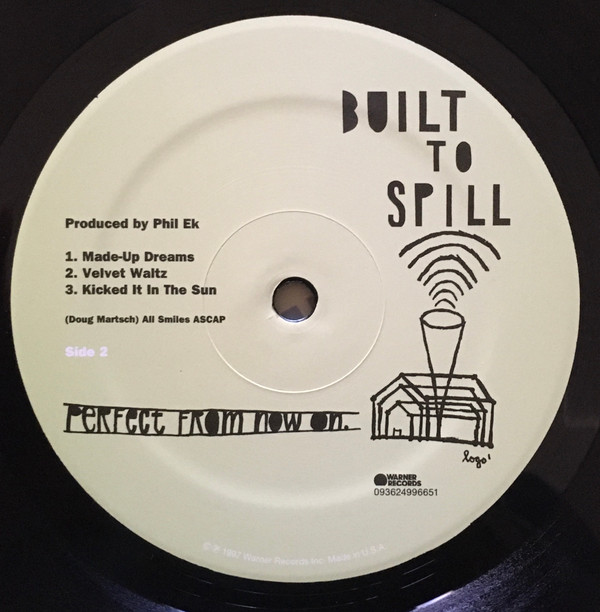 BUILT
TO
SPILL
Produced by Phil Ek
1. Made-Up Dreams
2. Velvet Waltz
3. Kicked It In The Sun
(Doug Martsch) All Smiles ASCAP
Side 2
PERFECT FROM NOW ON.
logo!
WARNER
RECORDS
093624996651
© ℗ 1997 Warner Records Inc. Made in U.S.A.